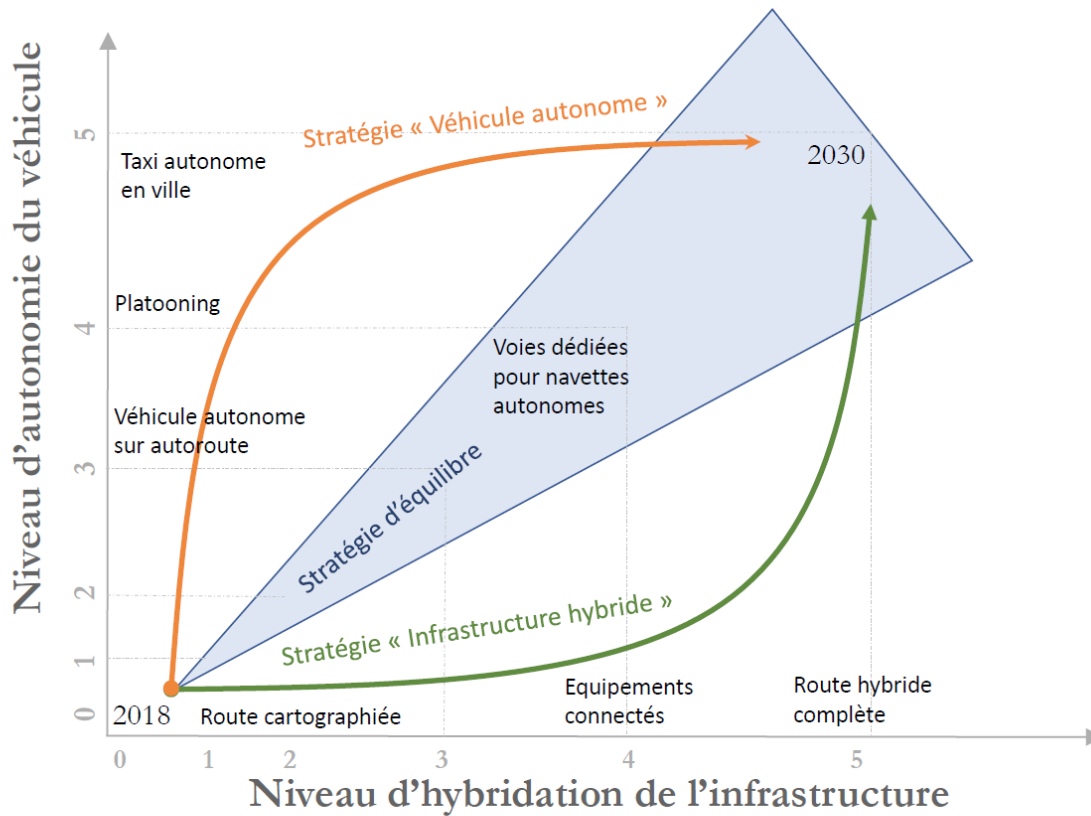 Niveau d'autonomie du véhicule
5
4
3
2
1
0
Stratégie « Véhicule autonome »
Taxi autonome
en ville
2030
Platooning
Voies dédiées
pour navettes
autonomes
Véhicule autonome
sur autoroute
Stratégie d'équilibre
Stratégie « Infrastructure hybride »
2018
Route cartographiée
Equipements
connectés
Route hybride
complète
0
1
2
3
4
5
Niveau d'hybridation de l'infrastructure